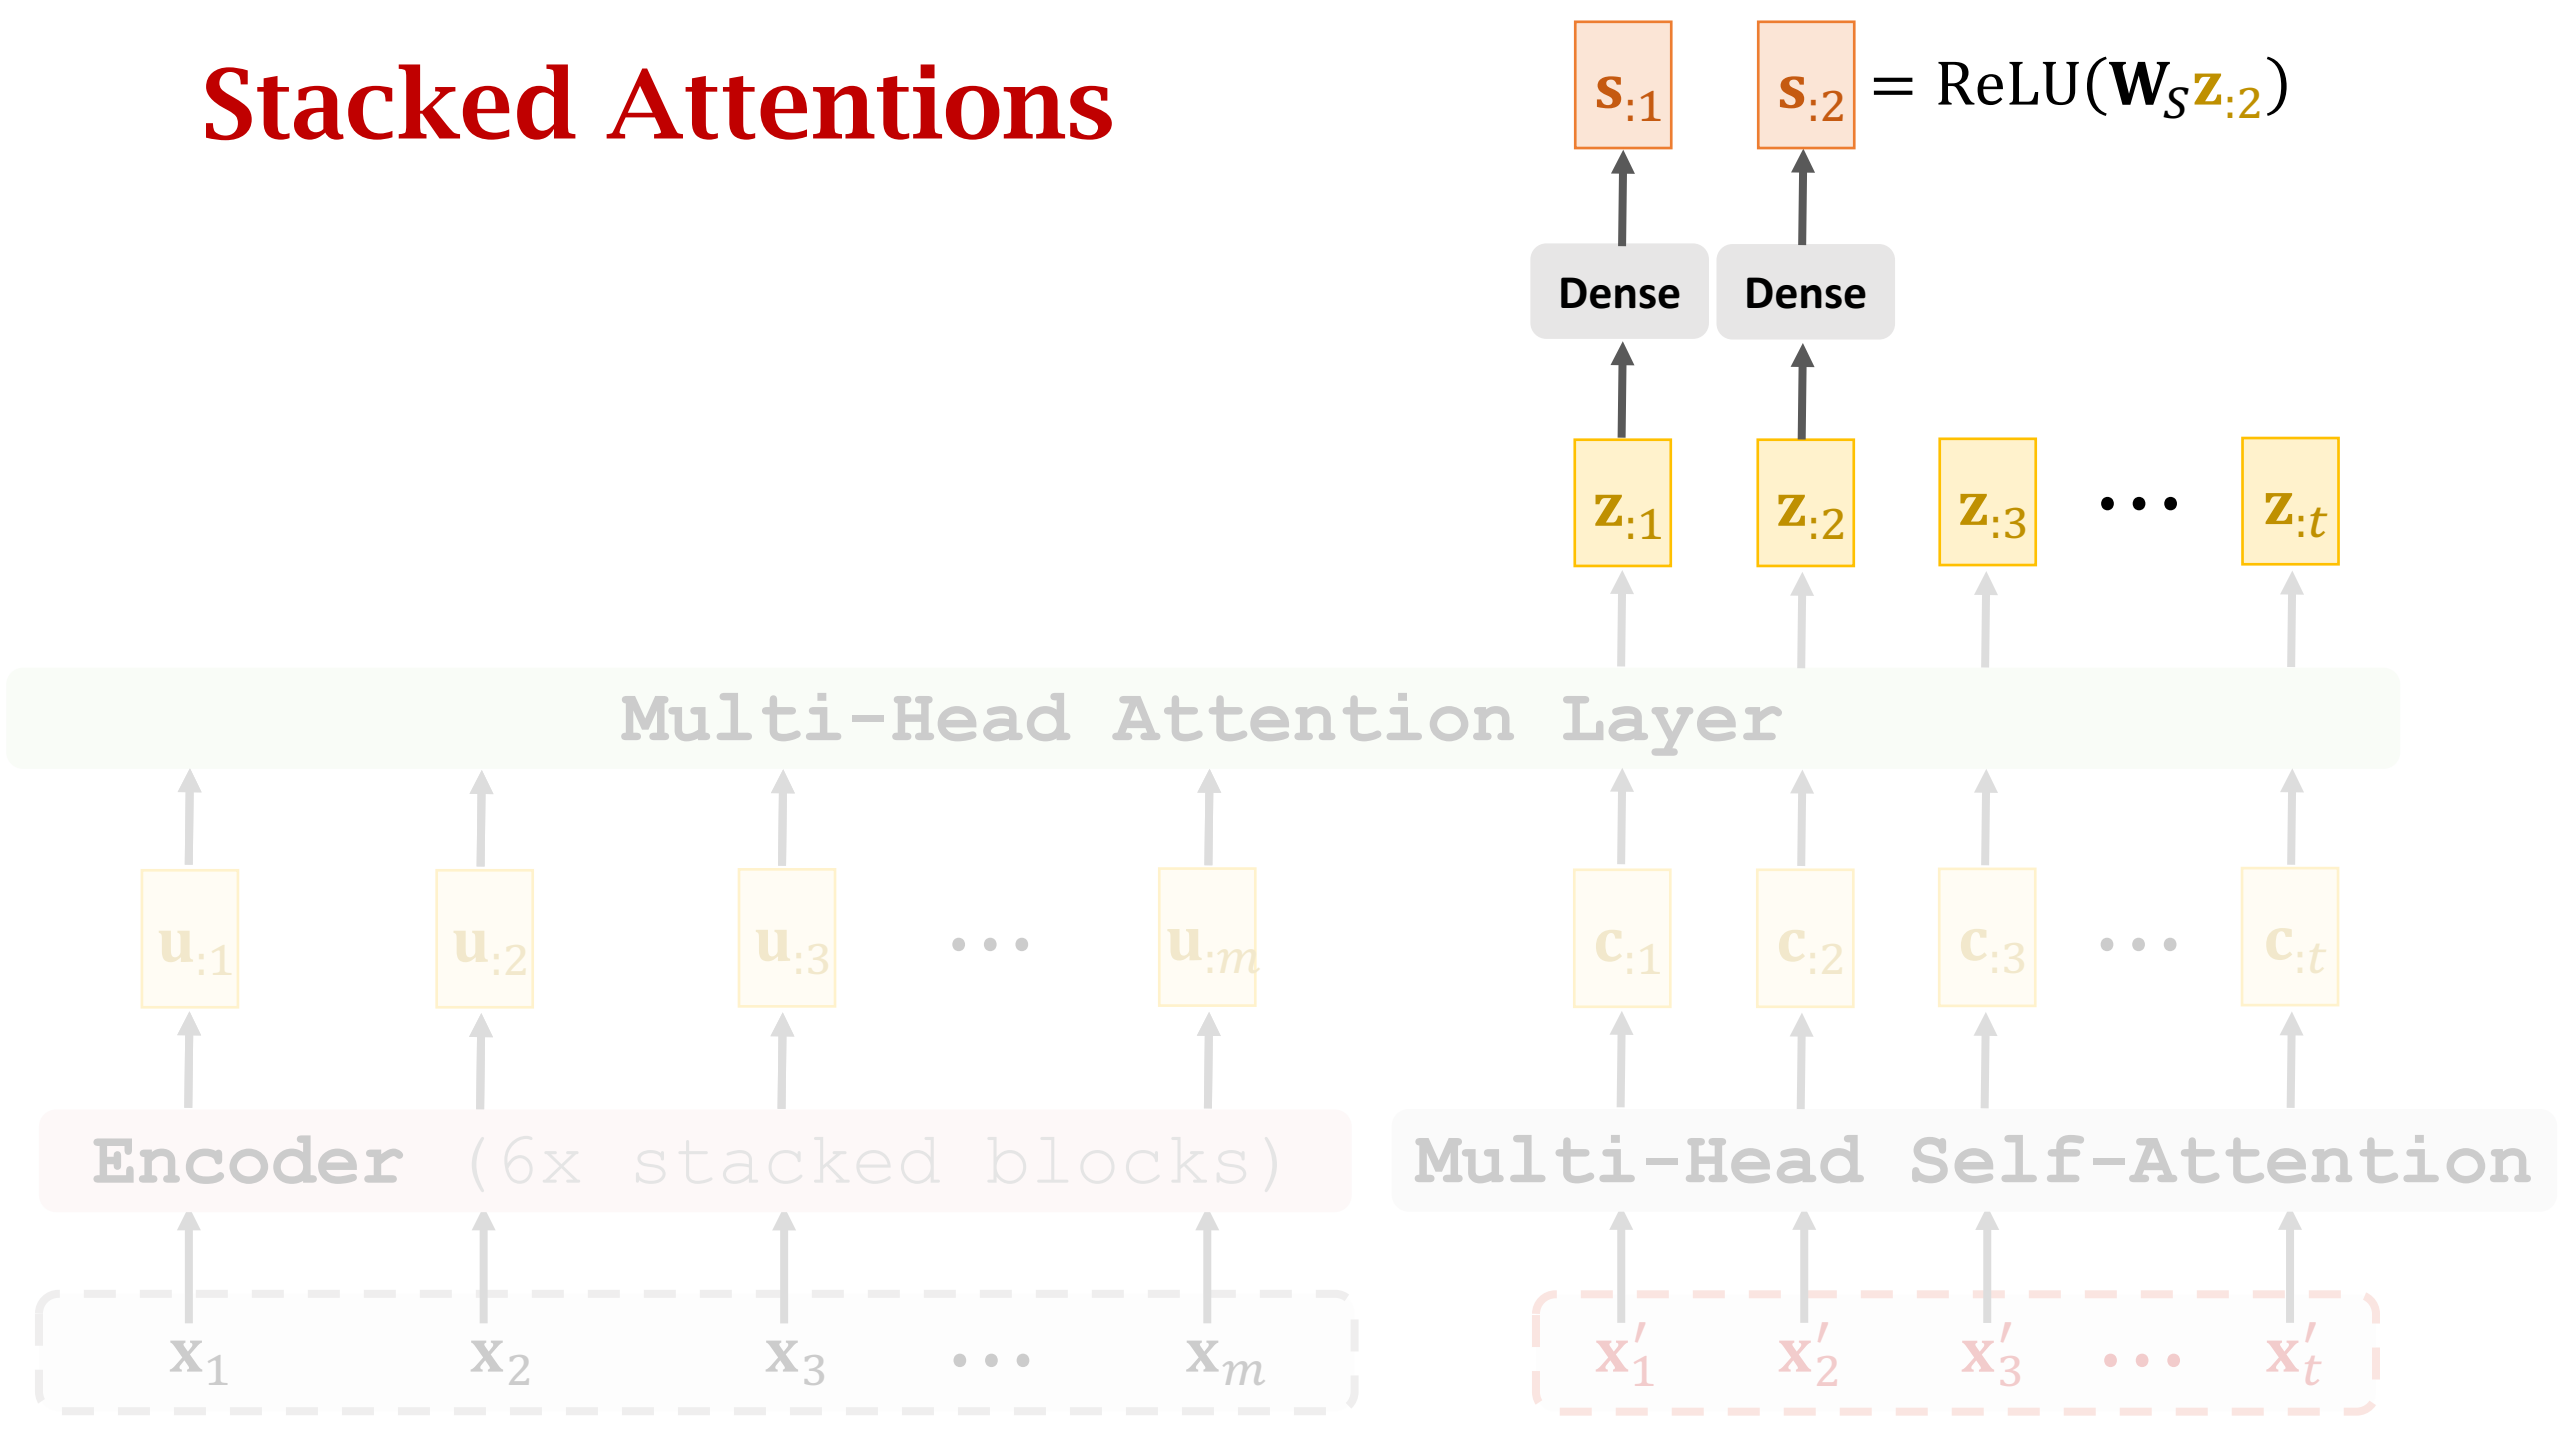 Stacked Attentions
s:1 s:2 = ReLU(W_S z:2)
Dense Dense
z:1 z:2 z:3 ⋯ z:t
Multi-Head Attention Layer
u:1 u:2 u:3 ⋯ u:m c:1 c:2 c:3 ⋯ c:t
Encoder (6x stacked blocks) Multi-Head Self-Attention
x₁ x₂ x₃ ⋯ xₘ x′₁ x′₂ x′₃ ⋯ x′ₜ